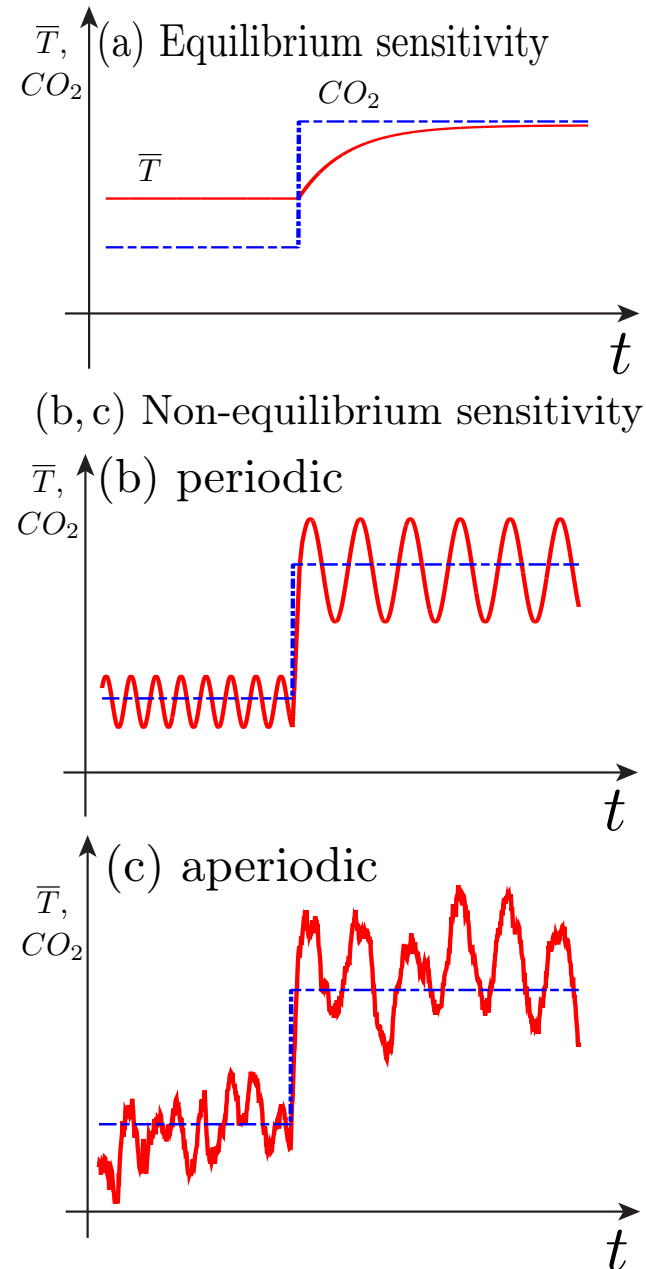 T̅, (a) Equilibrium sensitivity
CO₂
CO₂
T̅
t
(b, c) Non-equilibrium sensitivity
T̅, (b) periodic
CO₂
t
(c) aperiodic
T̅,
CO₂
t